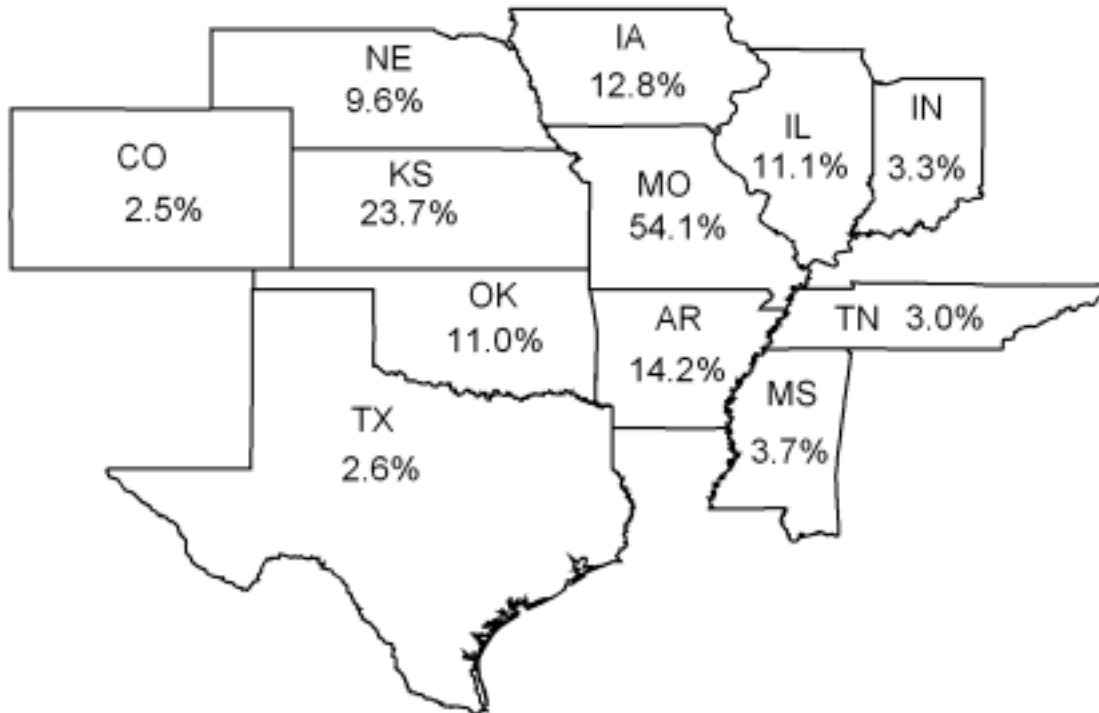 IA
12.8%
NE
9.6%
IL
11.1%
IN
3.3%
CO
2.5%
KS
23.7%
MO
54.1%
OK
11.0%
AR
14.2%
TN 3.0%
MS
3.7%
TX
2.6%